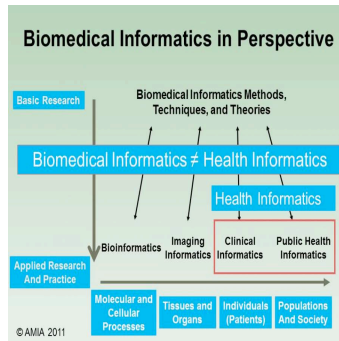 Biomedical Informatics in Perspective
Basic Research
Biomedical Informatics Methods,
Techniques, and Theories
Biomedical Informatics ≠ Health Informatics
Health Informatics
Bioinformatics
Imaging
Informatics
Clinical
Informatics
Public Health
Informatics
Applied Research
And Practice
Molecular and
Cellular
Processes
Tissues and
Organs
Individuals
(Patients)
Populations
And Society
© AMIA 2011